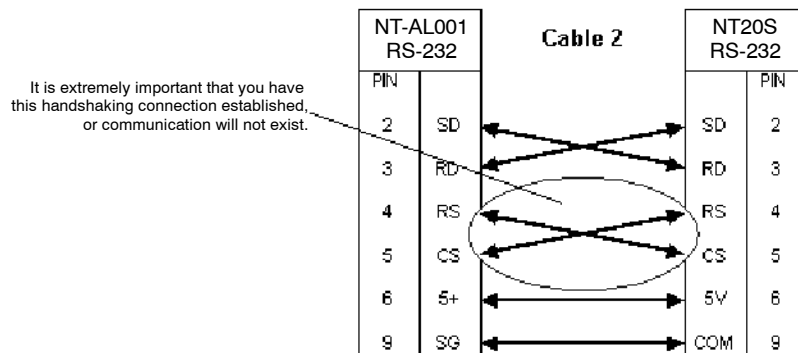 NT-AL001
RS-232
Cable 2
NT20S
RS-232
It is extremely important that you have
this handshaking connection established,
or communication will not exist.
PIN
PIN
2 SD SD 2
3 RD RD 3
4 RS RS 4
5 CS CS 5
6 5+ 5V 6
9 SG COM 9